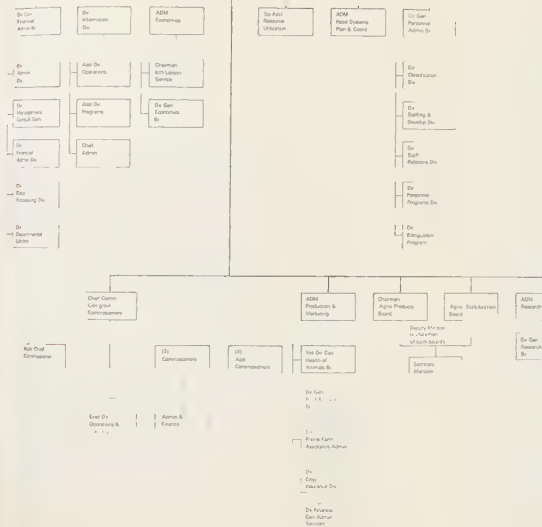 Dir Gen
Financial
Admin Br
Dir
Information
Div
ADM
Economics
Sp Asst
Resource
Utilization
ADM
Food Systems
Plan & Coord
Dir Gen
Personnel
Admin Br
Dir
Admin
Div
Asst Dir
Operations
Chairman
Int'l Liaison
Service
Dir
Classification
Div
Dir
Management
Consult Serv
Asst Dir
Programs
Dir Gen
Economics
Br
Dir
Staffing &
Develop Div
Dir
Financial
Admin Div
Chief
Admin
Dir
Staff
Relations Div
Dir
Data
Processing Div
Dir
Personnel
Programs Div
Dir
Departmental
Library
Dir
Bilingualism
Program
Chief Comm
Cdn grain
Commissioners
ADM
Production &
Marketing
Chairman
Agric Products
Board
Agric Stabilization
Board
ADM
Research
Deputy Minister
is chairman
of both boards
Asst Chief
Commissioner
(2)
Commissioners
(6)
Asst
Commissioners
Vet Dir Gen
Health of
Animals Br
Secretary
Manager
Dir Gen
Research
Br
Dir Gen
Br
Exec Dir
Operations &
Admin &
Finance
Prairie Farm
Assistance Admin
Dir
Crop
Insurance Div
Dir Finance
Gen Admin
Services